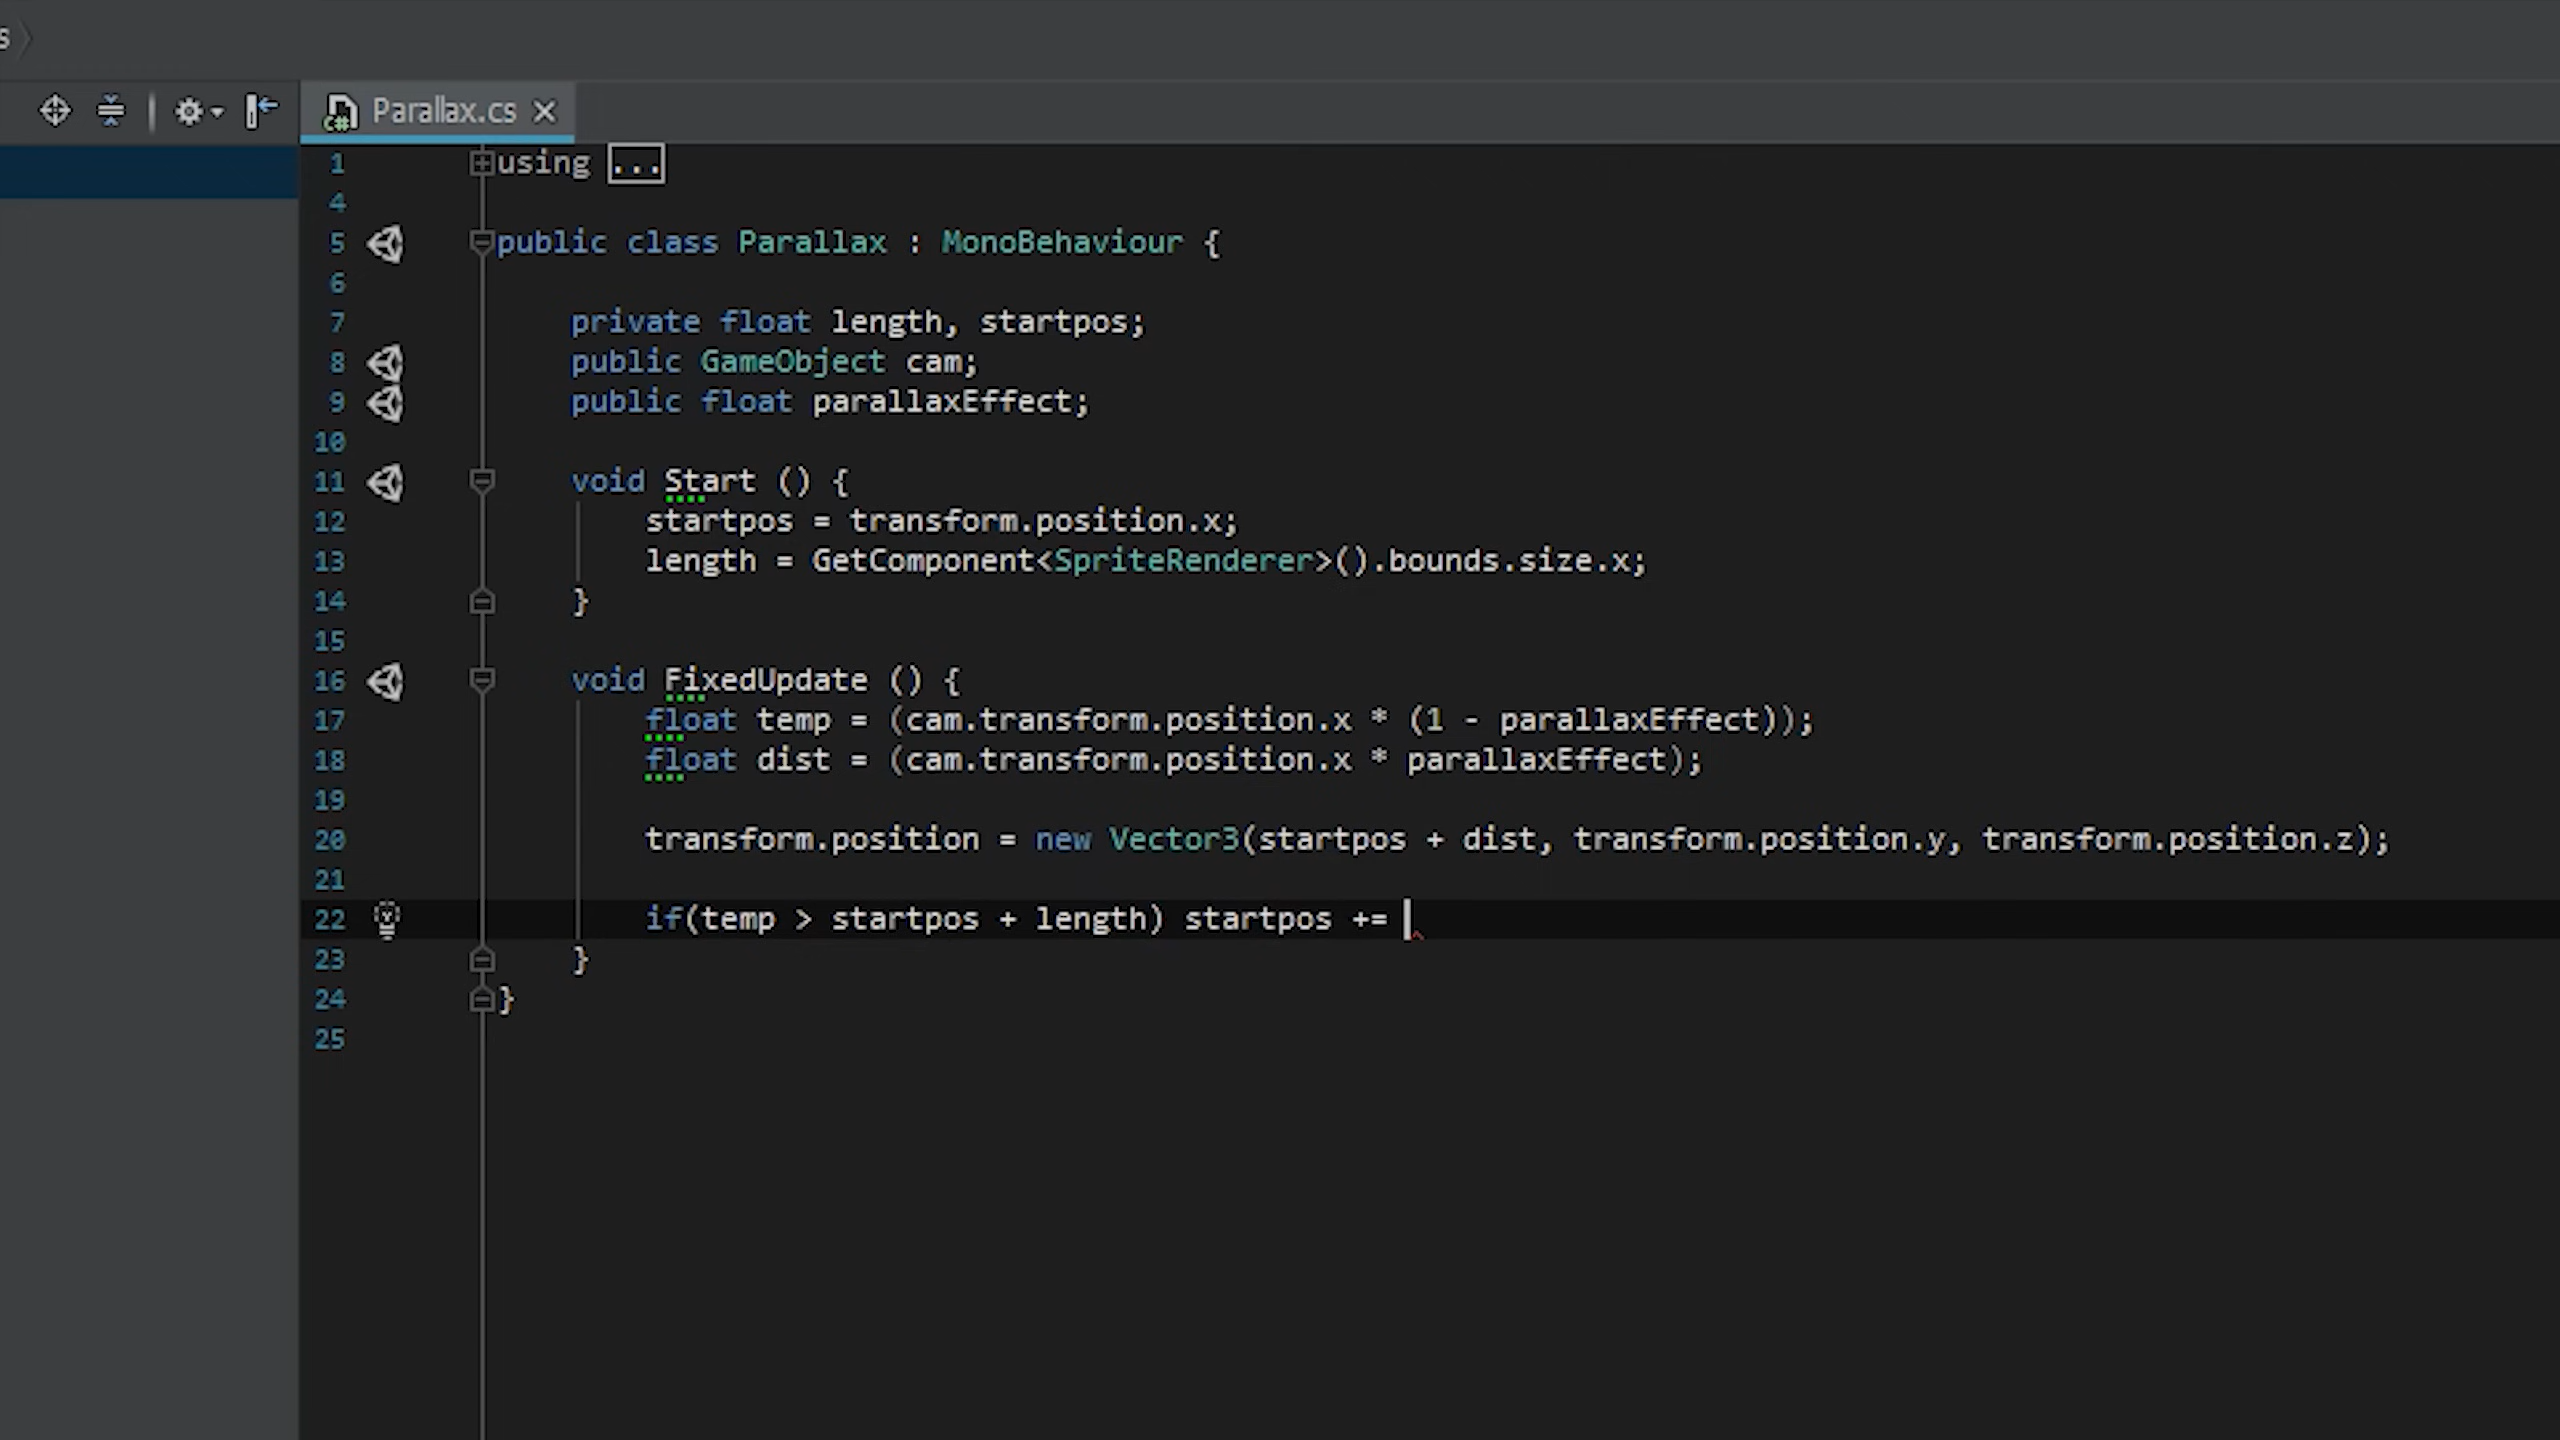 s
Parallax.cs
1 using ...
4
5 public class Parallax : MonoBehaviour {
6
7 private float length, startpos;
8 public GameObject cam;
9 public float parallaxEffect;
10
11 void Start () {
12 startpos = transform.position.x;
13 length = GetComponent<SpriteRenderer>().bounds.size.x;
14 }
15
16 void FixedUpdate () {
17 float temp = (cam.transform.position.x * (1 - parallaxEffect));
18 float dist = (cam.transform.position.x * parallaxEffect);
19
20 transform.position = new Vector3(startpos + dist, transform.position.y, transform.position.z);
21
22 if(temp > startpos + length) startpos +=
23 }
24 }
25